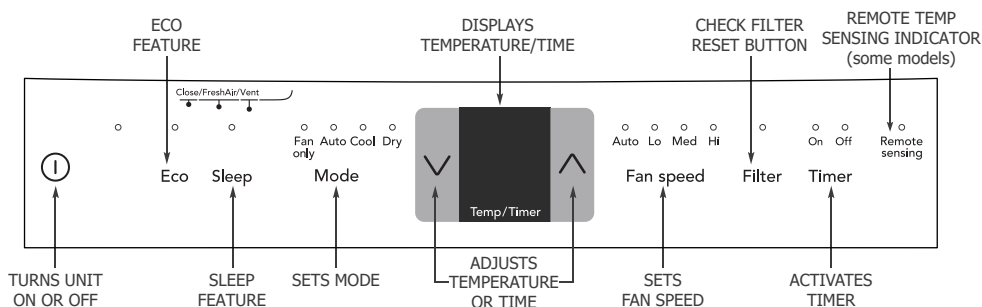 ECO
FEATURE
DISPLAYS
TEMPERATURE/TIME
CHECK FILTER
RESET BUTTON
REMOTE TEMP
SENSING INDICATOR
(some models)
Close/FreshAir/Vent
Fan only Auto Cool Dry
Auto Lo Med Hi
On Off
Remote sensing
Eco Sleep Mode
Fan speed Filter Timer
Temp/Timer
TURNS UNIT
ON OR OFF
SLEEP
FEATURE
SETS MODE
ADJUSTS
TEMPERATURE
OR TIME
SETS
FAN SPEED
ACTIVATES
TIMER